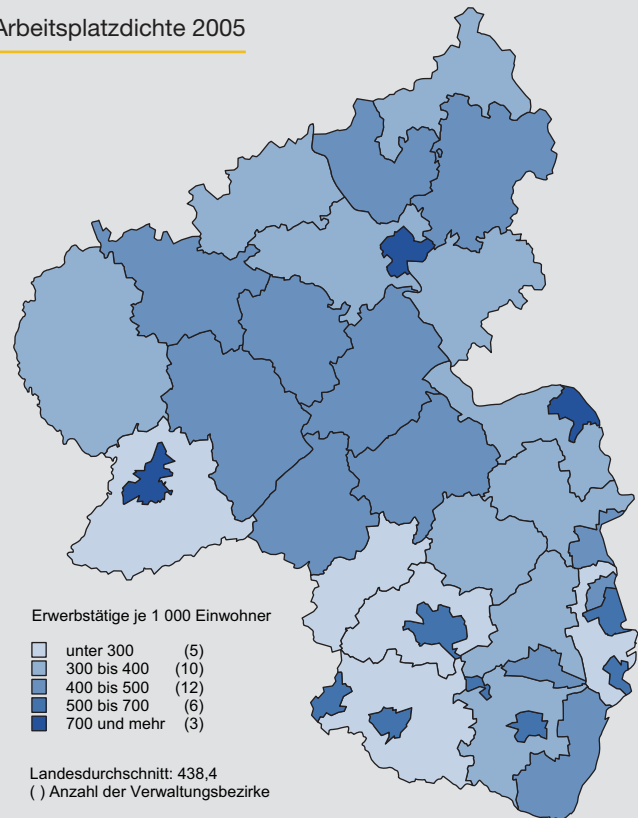 Arbeitsplatzdichte 2005
Erwerbstätige je 1 000 Einwohner
unter 300 (5)
300 bis 400 (10)
400 bis 500 (12)
500 bis 700 (6)
700 und mehr (3)
Landesdurchschnitt: 438,4
( ) Anzahl der Verwaltungsbezirke